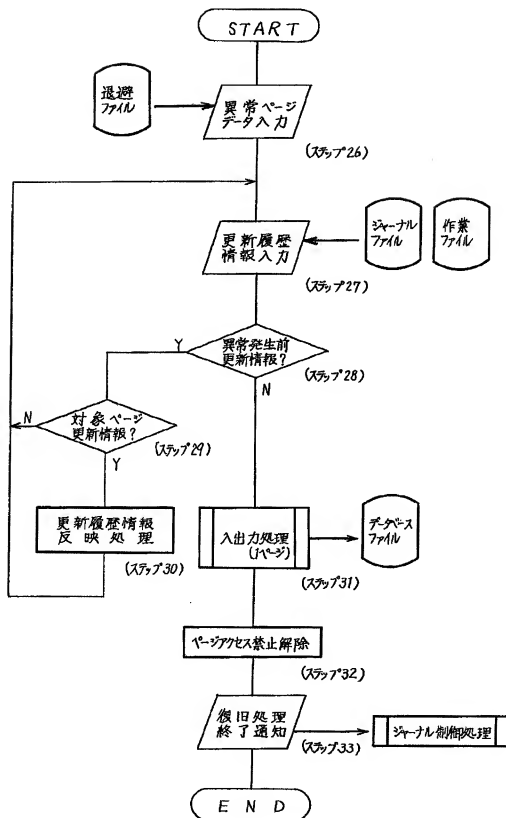 START
退避
ファイル
異常ページ
データ入力
(ステップ26)
更新履歴
情報入力
ジャーナル
ファイル
作業
ファイル
(ステップ27)
異常発生前
更新情報?
Y
(ステップ28)
N
対象ページ
更新情報?
N
(ステップ29)
Y
更新履歴情報
反映処理
(ステップ30)
入出力処理
(1ページ)
データベース
ファイル
(ステップ31)
ページアクセス禁止解除
(ステップ32)
復旧処理
終了通知
(ステップ33)
ジャーナル制御処理
END